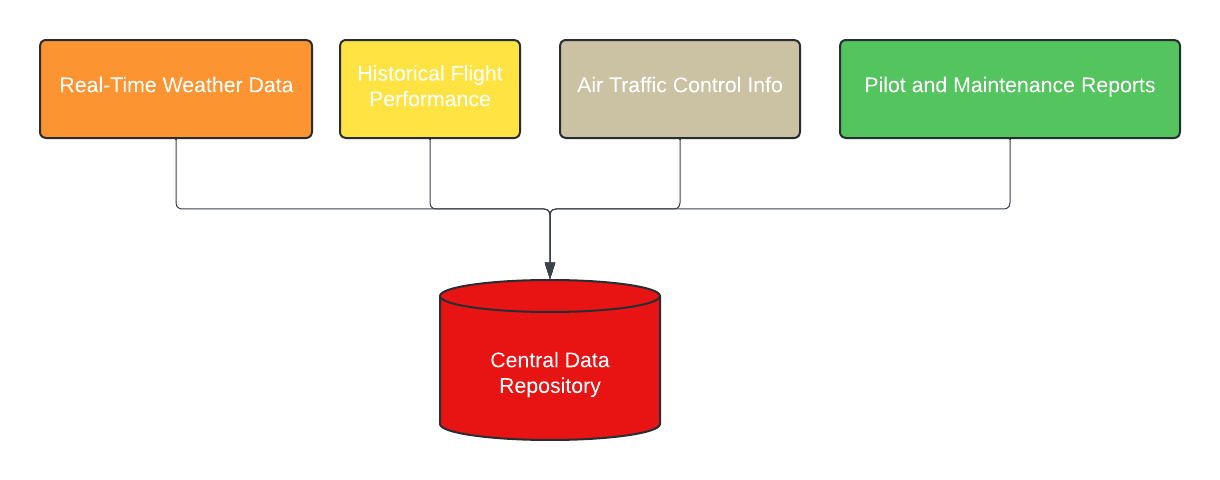 Real-Time Weather Data
Historical Flight
Performance
Air Traffic Control Info
Pilot and Maintenance Reports
Central Data
Repository